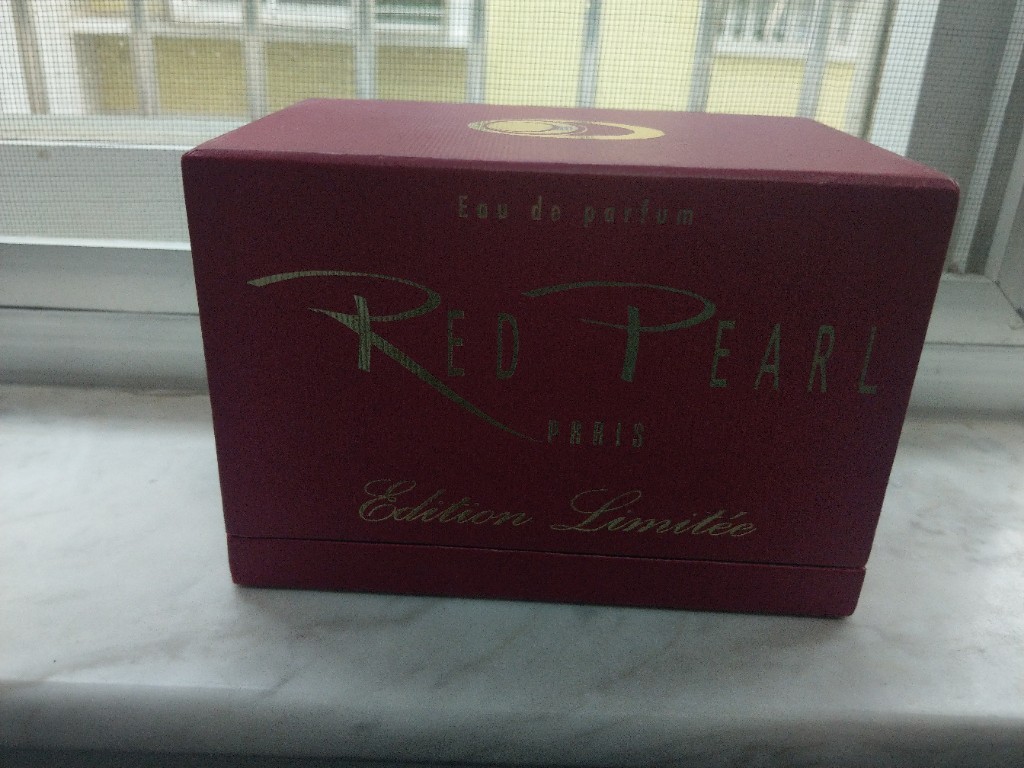 Eau de parfum
RED PEARL
PARIS
Edition Limitée